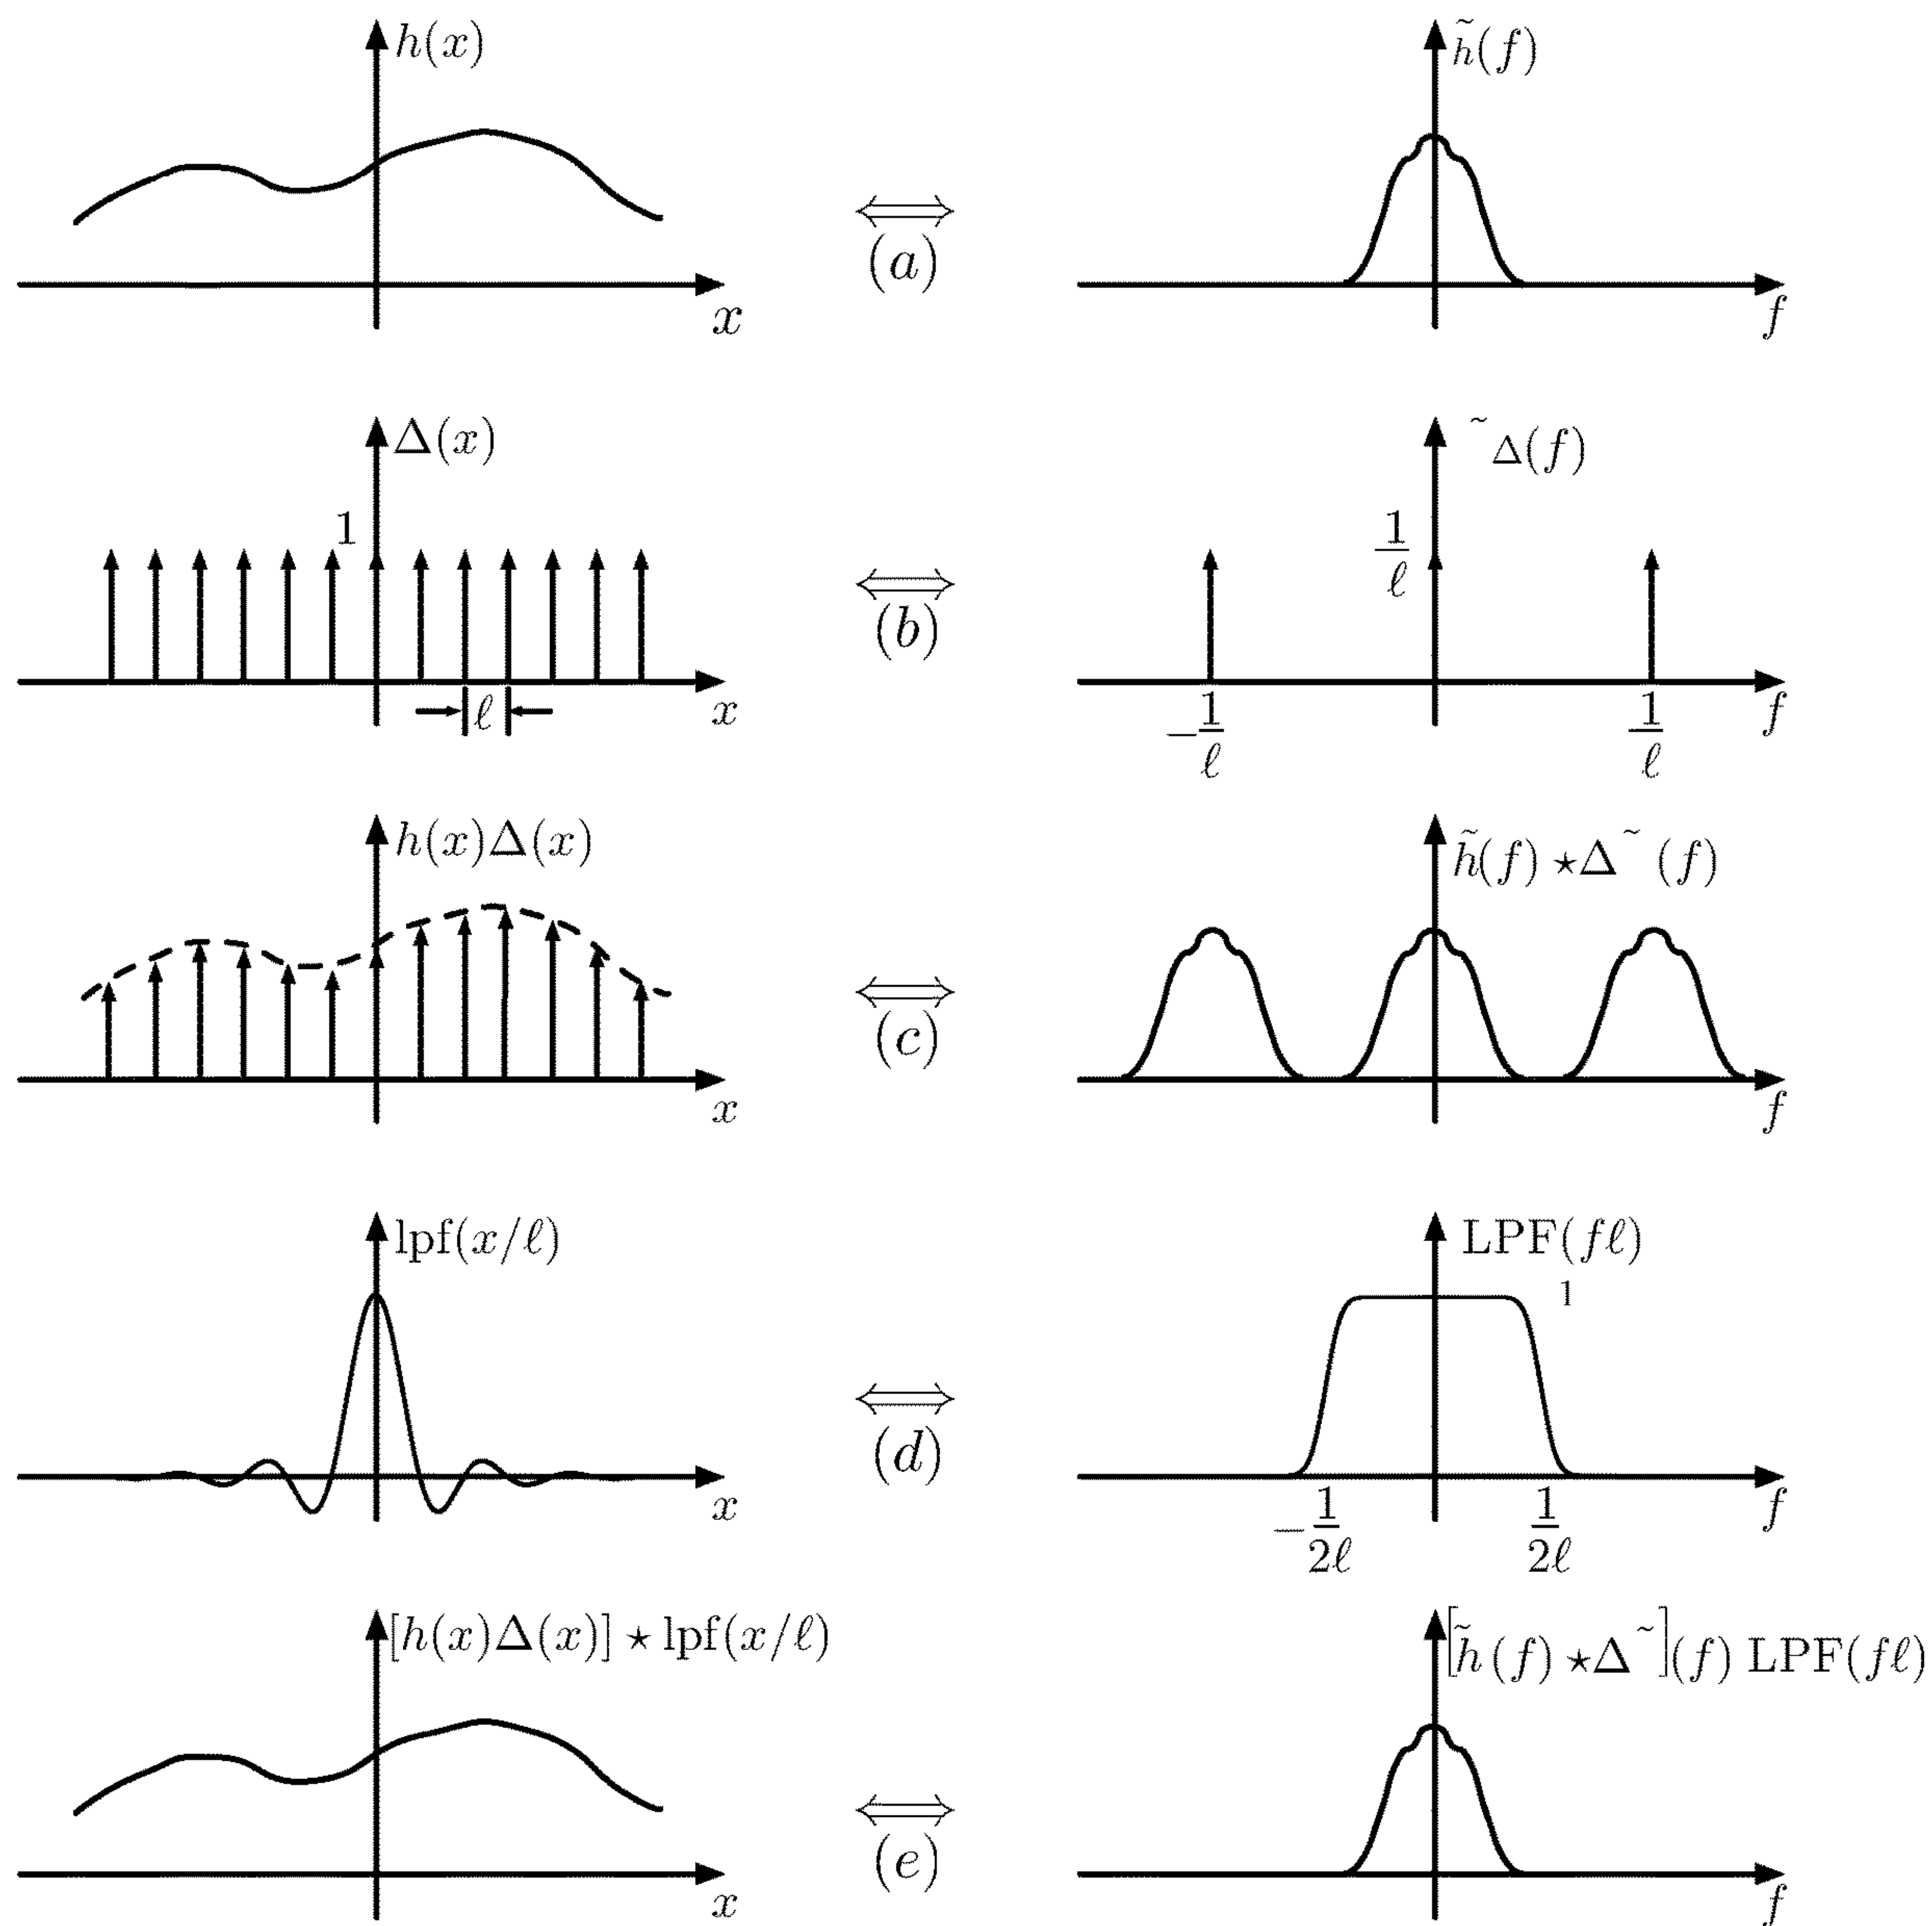 h(x)
h̃(f)
(a)
x
f
Δ(x)
˜Δ(f)
1
1/ℓ
(b)
ℓ
x
-1/ℓ
1/ℓ
f
h(x)Δ(x)
h̃(f) ⋆Δ˜ (f)
(c)
x
f
lpf(x/ℓ)
LPF(fℓ)
1
(d)
x
-1/2ℓ
1/2ℓ
f
[h(x)Δ(x)] ⋆ lpf(x/ℓ)
[h̃ (f) ⋆Δ˜](f) LPF(fℓ)
(e)
x
f